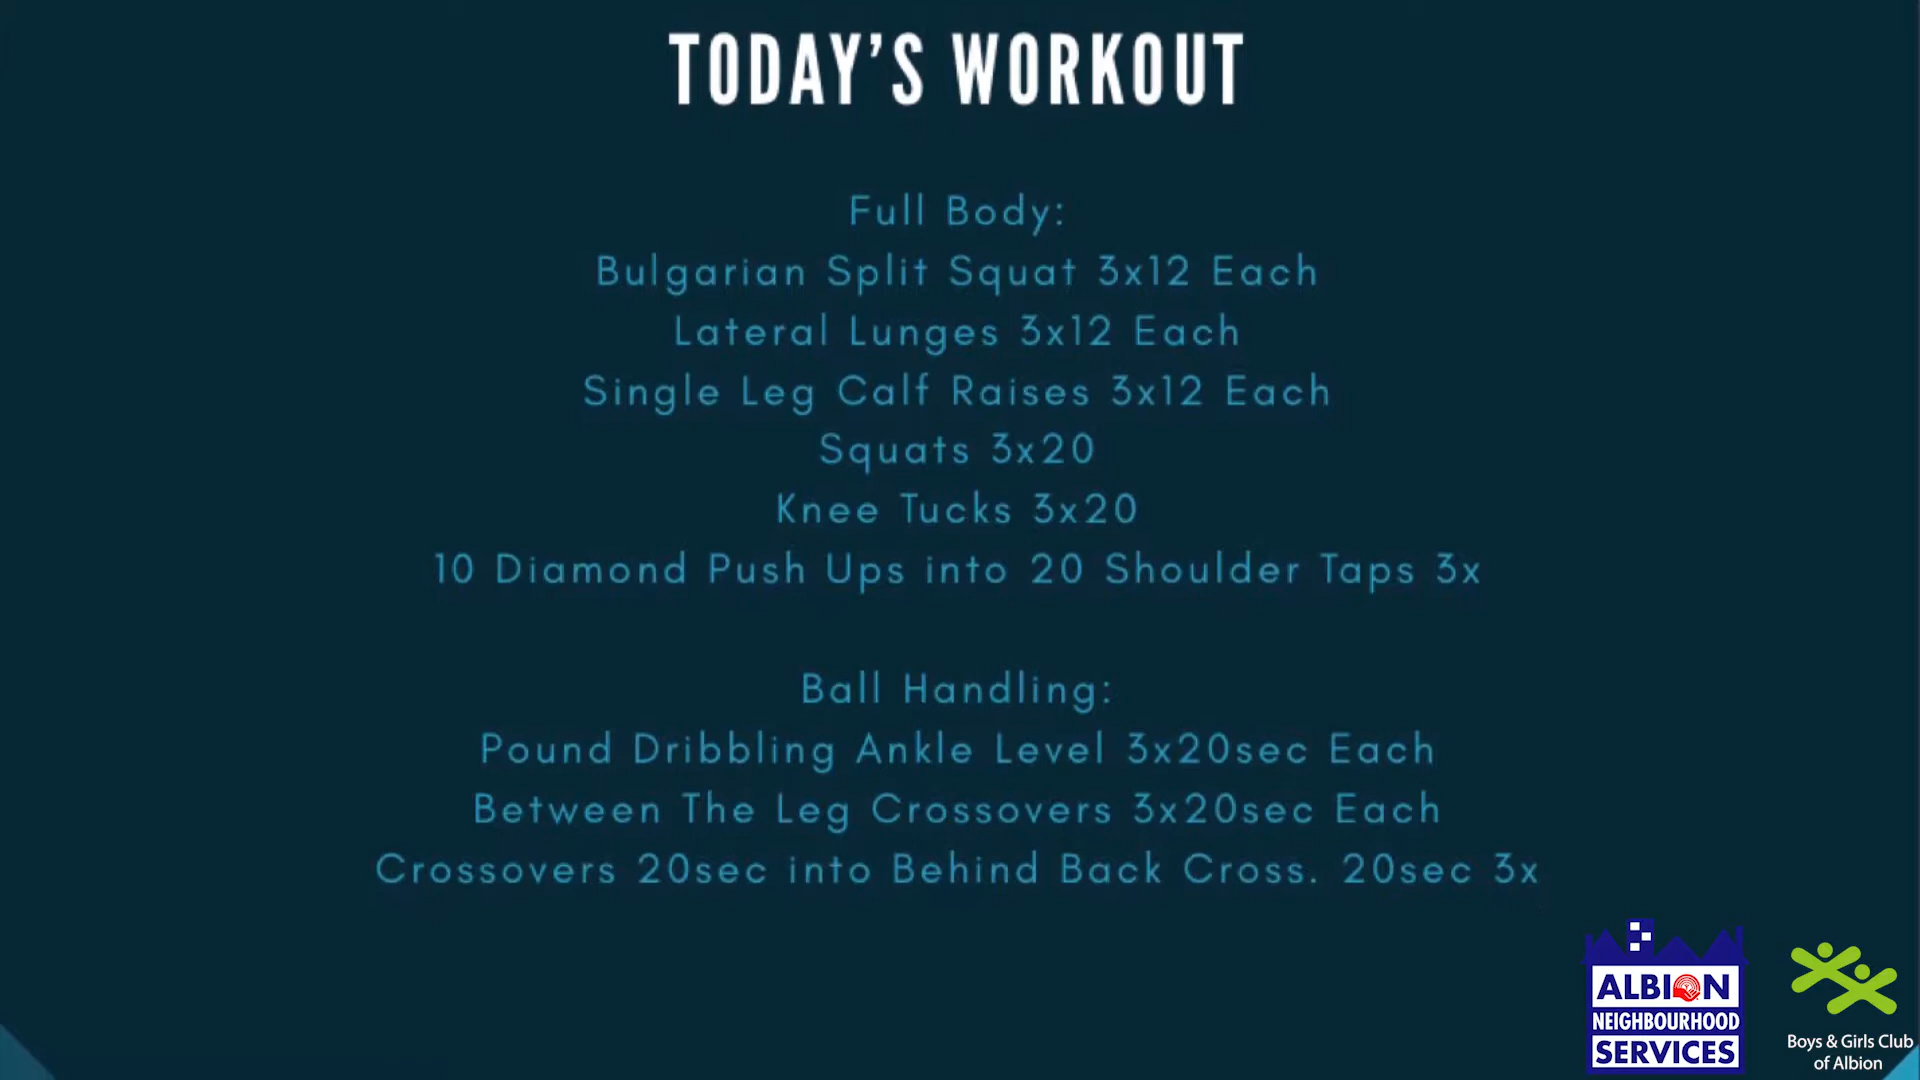 TODAY'S WORKOUT
Full Body:
Bulgarian Split Squat 3x12 Each
Lateral Lunges 3x12 Each
Single Leg Calf Raises 3x12 Each
Squats 3x20
Knee Tucks 3x20
10 Diamond Push Ups into 20 Shoulder Taps 3x
Ball Handling:
Pound Dribbling Ankle Level 3x20sec Each
Between The Leg Crossovers 3x20sec Each
Crossovers 20sec into Behind Back Cross. 20sec 3x
ALBION
NEIGHBOURHOOD
SERVICES
Boys & Girls Club
of Albion